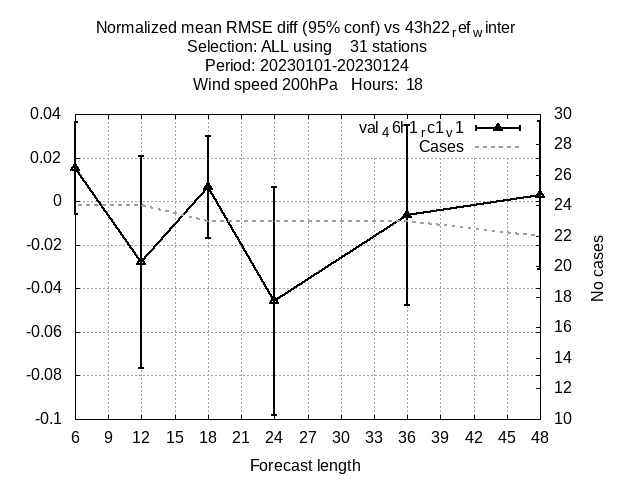 Normalized mean RMSE diff (95% conf) vs 43h22refwinter
Selection: ALL using    31 stations
Period: 20230101-20230124
Wind speed 200hPa   Hours:  18
val46h1rc1v1
Cases
0.04
0.02
0
-0.02
-0.04
-0.06
-0.08
-0.1
30
28
26
24
22
20
18
16
14
12
10
No cases
6 9 12 15 18 21 24 27 30 33 36 39 42 45 48
Forecast length